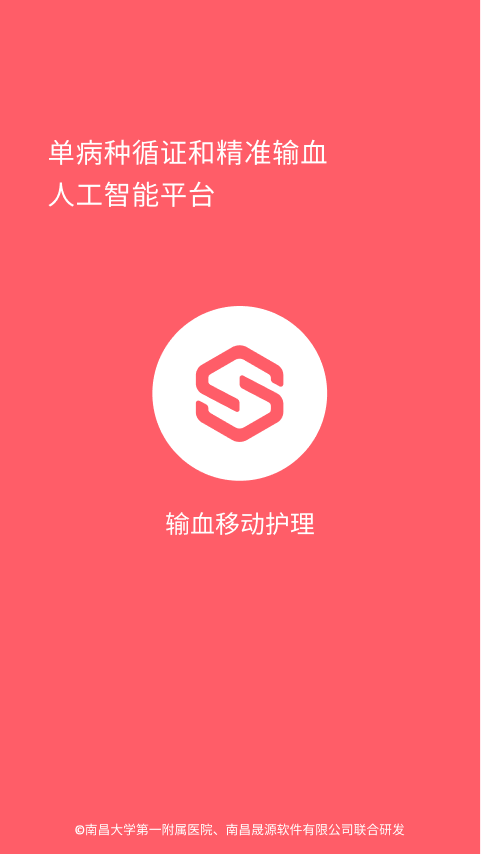 单病种循证和精准输血
人工智能平台
输血移动护理
©南昌大学第一附属医院、南昌晟源软件有限公司联合研发